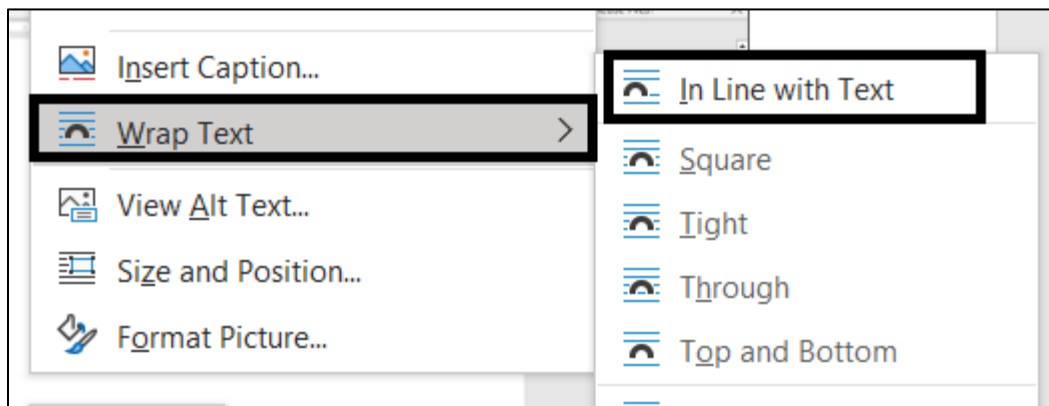 Insert Caption...
Wrap Text
View Alt Text...
Size and Position...
Format Picture...
In Line with Text
Square
Tight
Through
Top and Bottom